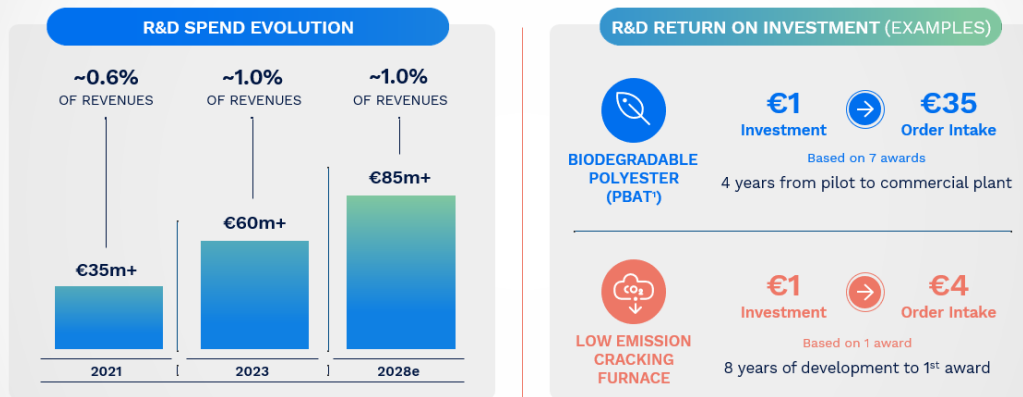 R&D SPEND EVOLUTION
~0.6%
OF REVENUES
~1.0%
OF REVENUES
~1.0%
OF REVENUES
€35m+
€60m+
€85m+
2021
2023
2028e
R&D RETURN ON INVESTMENT (EXAMPLES)
BIODEGRADABLE
POLYESTER
(PBAT¹)
€1
Investment
€35
Order Intake
Based on 7 awards
4 years from pilot to commercial plant
CO₂
LOW EMISSION
CRACKING
FURNACE
€1
Investment
€4
Order Intake
Based on 1 award
8 years of development to 1ˢᵗ award